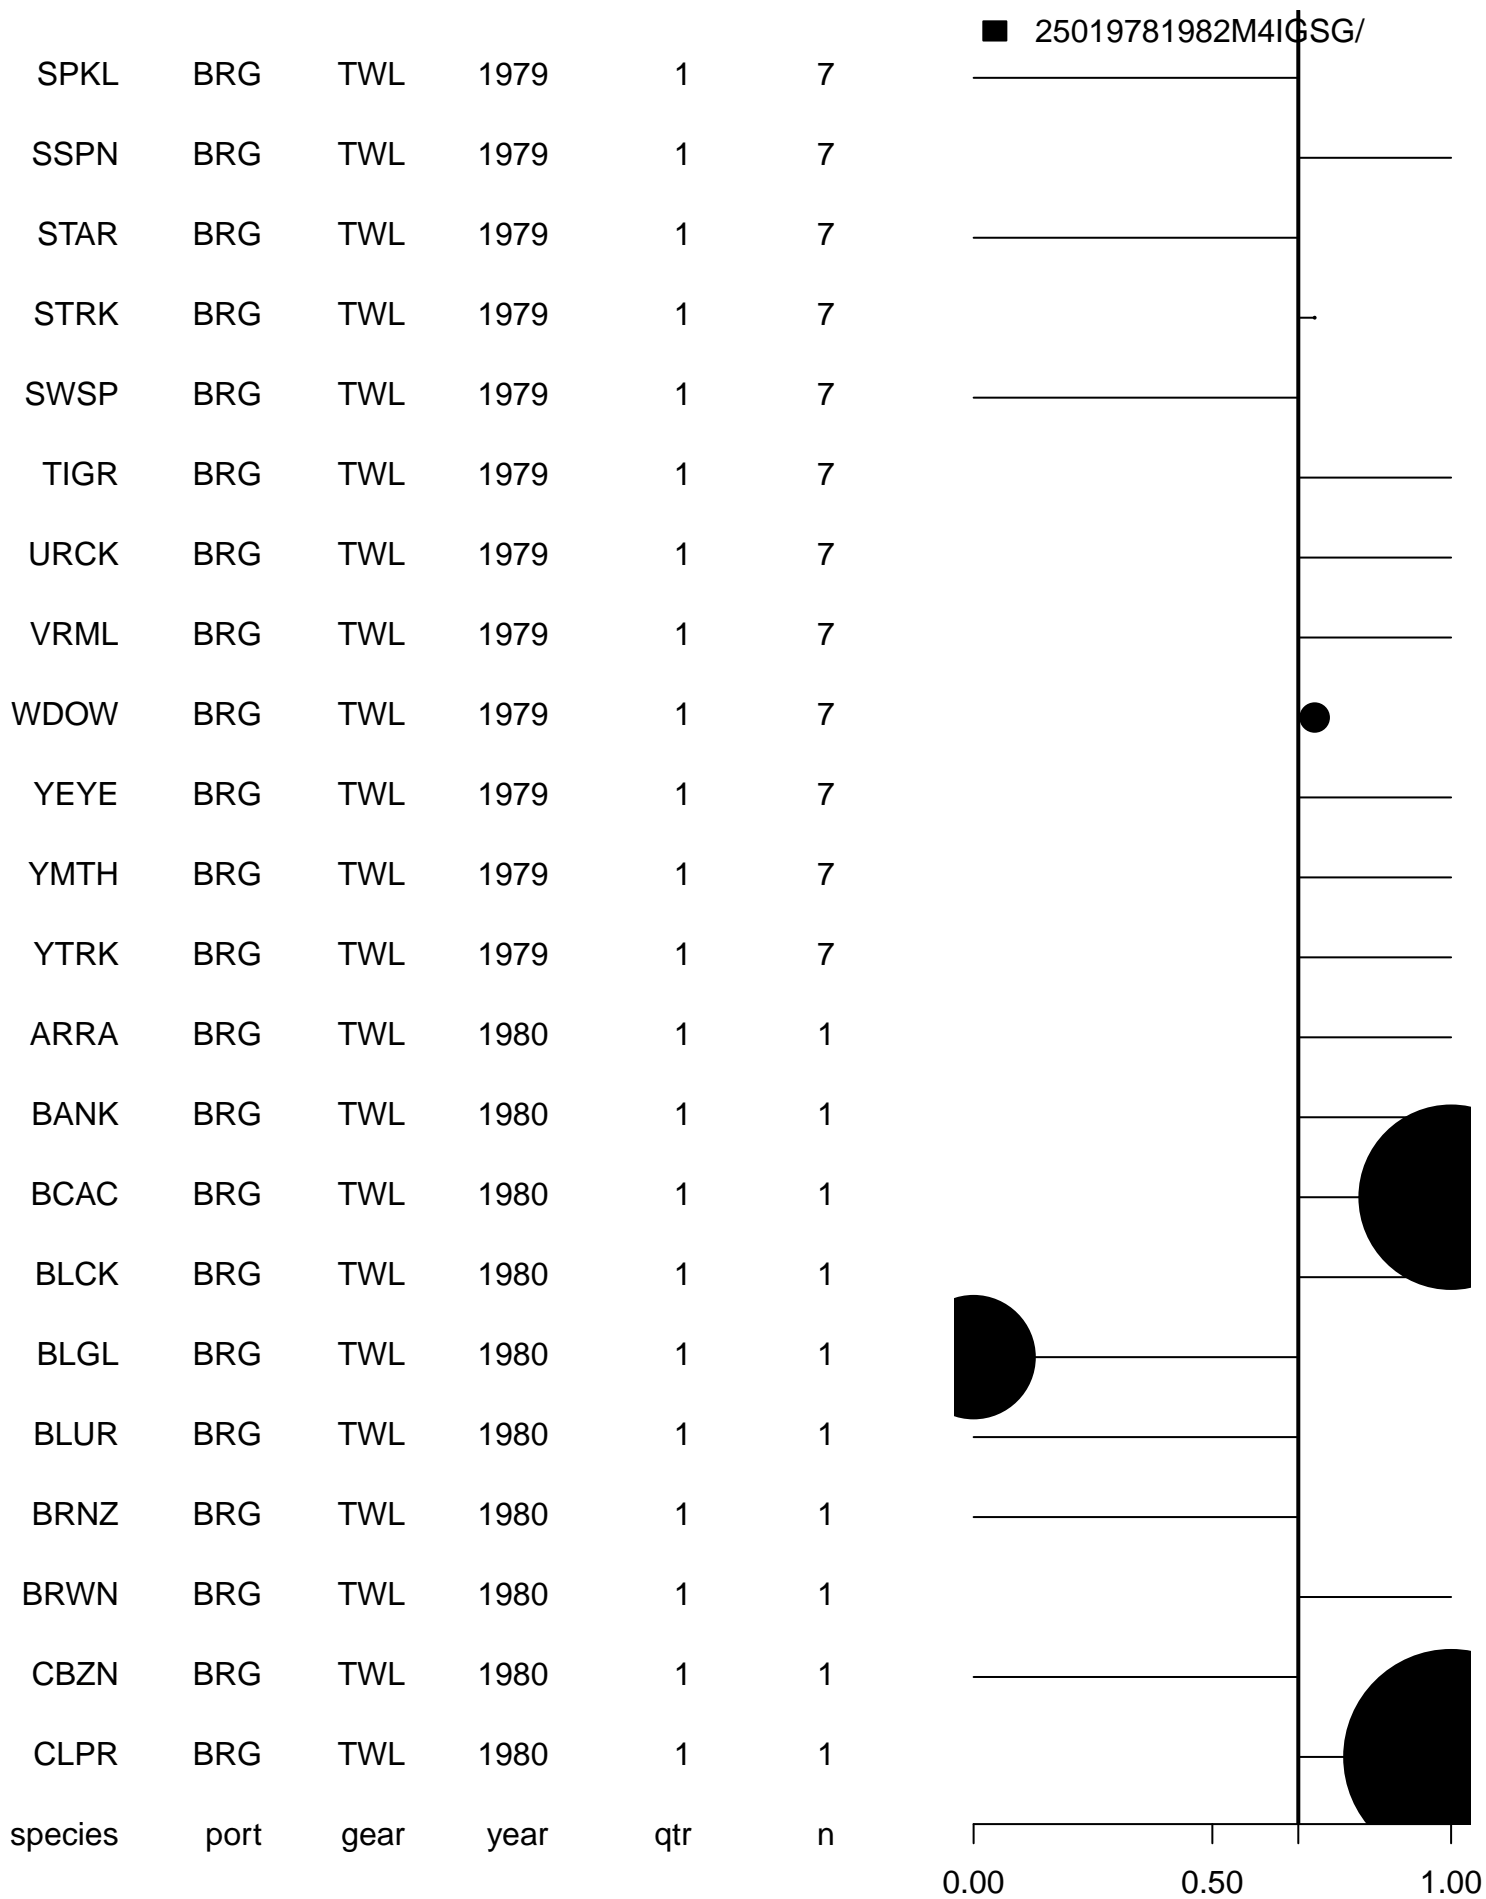 25019781982M4IGSG/
SPKL BRG TWL 1979 1 7
SSPN BRG TWL 1979 1 7
STAR BRG TWL 1979 1 7
STRK BRG TWL 1979 1 7
SWSP BRG TWL 1979 1 7
TIGR BRG TWL 1979 1 7
URCK BRG TWL 1979 1 7
VRML BRG TWL 1979 1 7
WDOW BRG TWL 1979 1 7
YEYE BRG TWL 1979 1 7
YMTH BRG TWL 1979 1 7
YTRK BRG TWL 1979 1 7
ARRA BRG TWL 1980 1 1
BANK BRG TWL 1980 1 1
BCAC BRG TWL 1980 1 1
BLCK BRG TWL 1980 1 1
BLGL BRG TWL 1980 1 1
BLUR BRG TWL 1980 1 1
BRNZ BRG TWL 1980 1 1
BRWN BRG TWL 1980 1 1
CBZN BRG TWL 1980 1 1
CLPR BRG TWL 1980 1 1
species port gear year qtr n
0.00 0.50 1.00